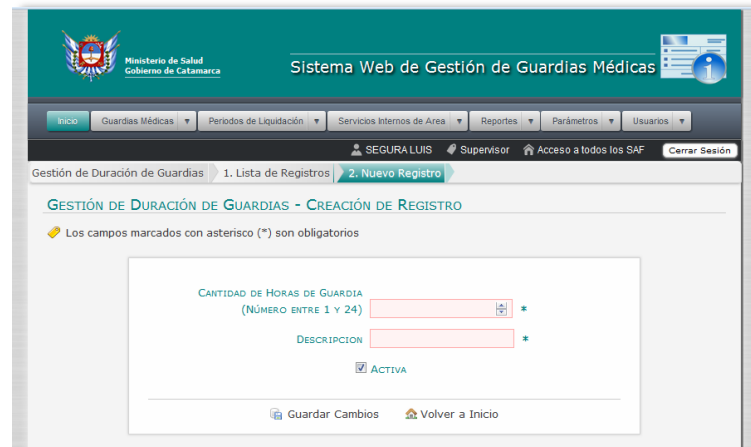 Ministerio de Salud
Gobierno de Catamarca
Sistema Web de Gestión de Guardias Médicas
Inicio Guardias Médicas Periodos de Liquidación Servicios Internos de Area Reportes Parámetros Usuarios
SEGURA LUIS Supervisor Acceso a todos los SAF Cerrar Sesión
Gestión de Duración de Guardias 1. Lista de Registros 2. Nuevo Registro
Gestión de Duración de Guardias - Creación de Registro
Los campos marcados con asterisco (*) son obligatorios
Cantidad de Horas de Guardia
(Número entre 1 y 24) *
Descripcion *
Activa
Guardar Cambios Volver a Inicio